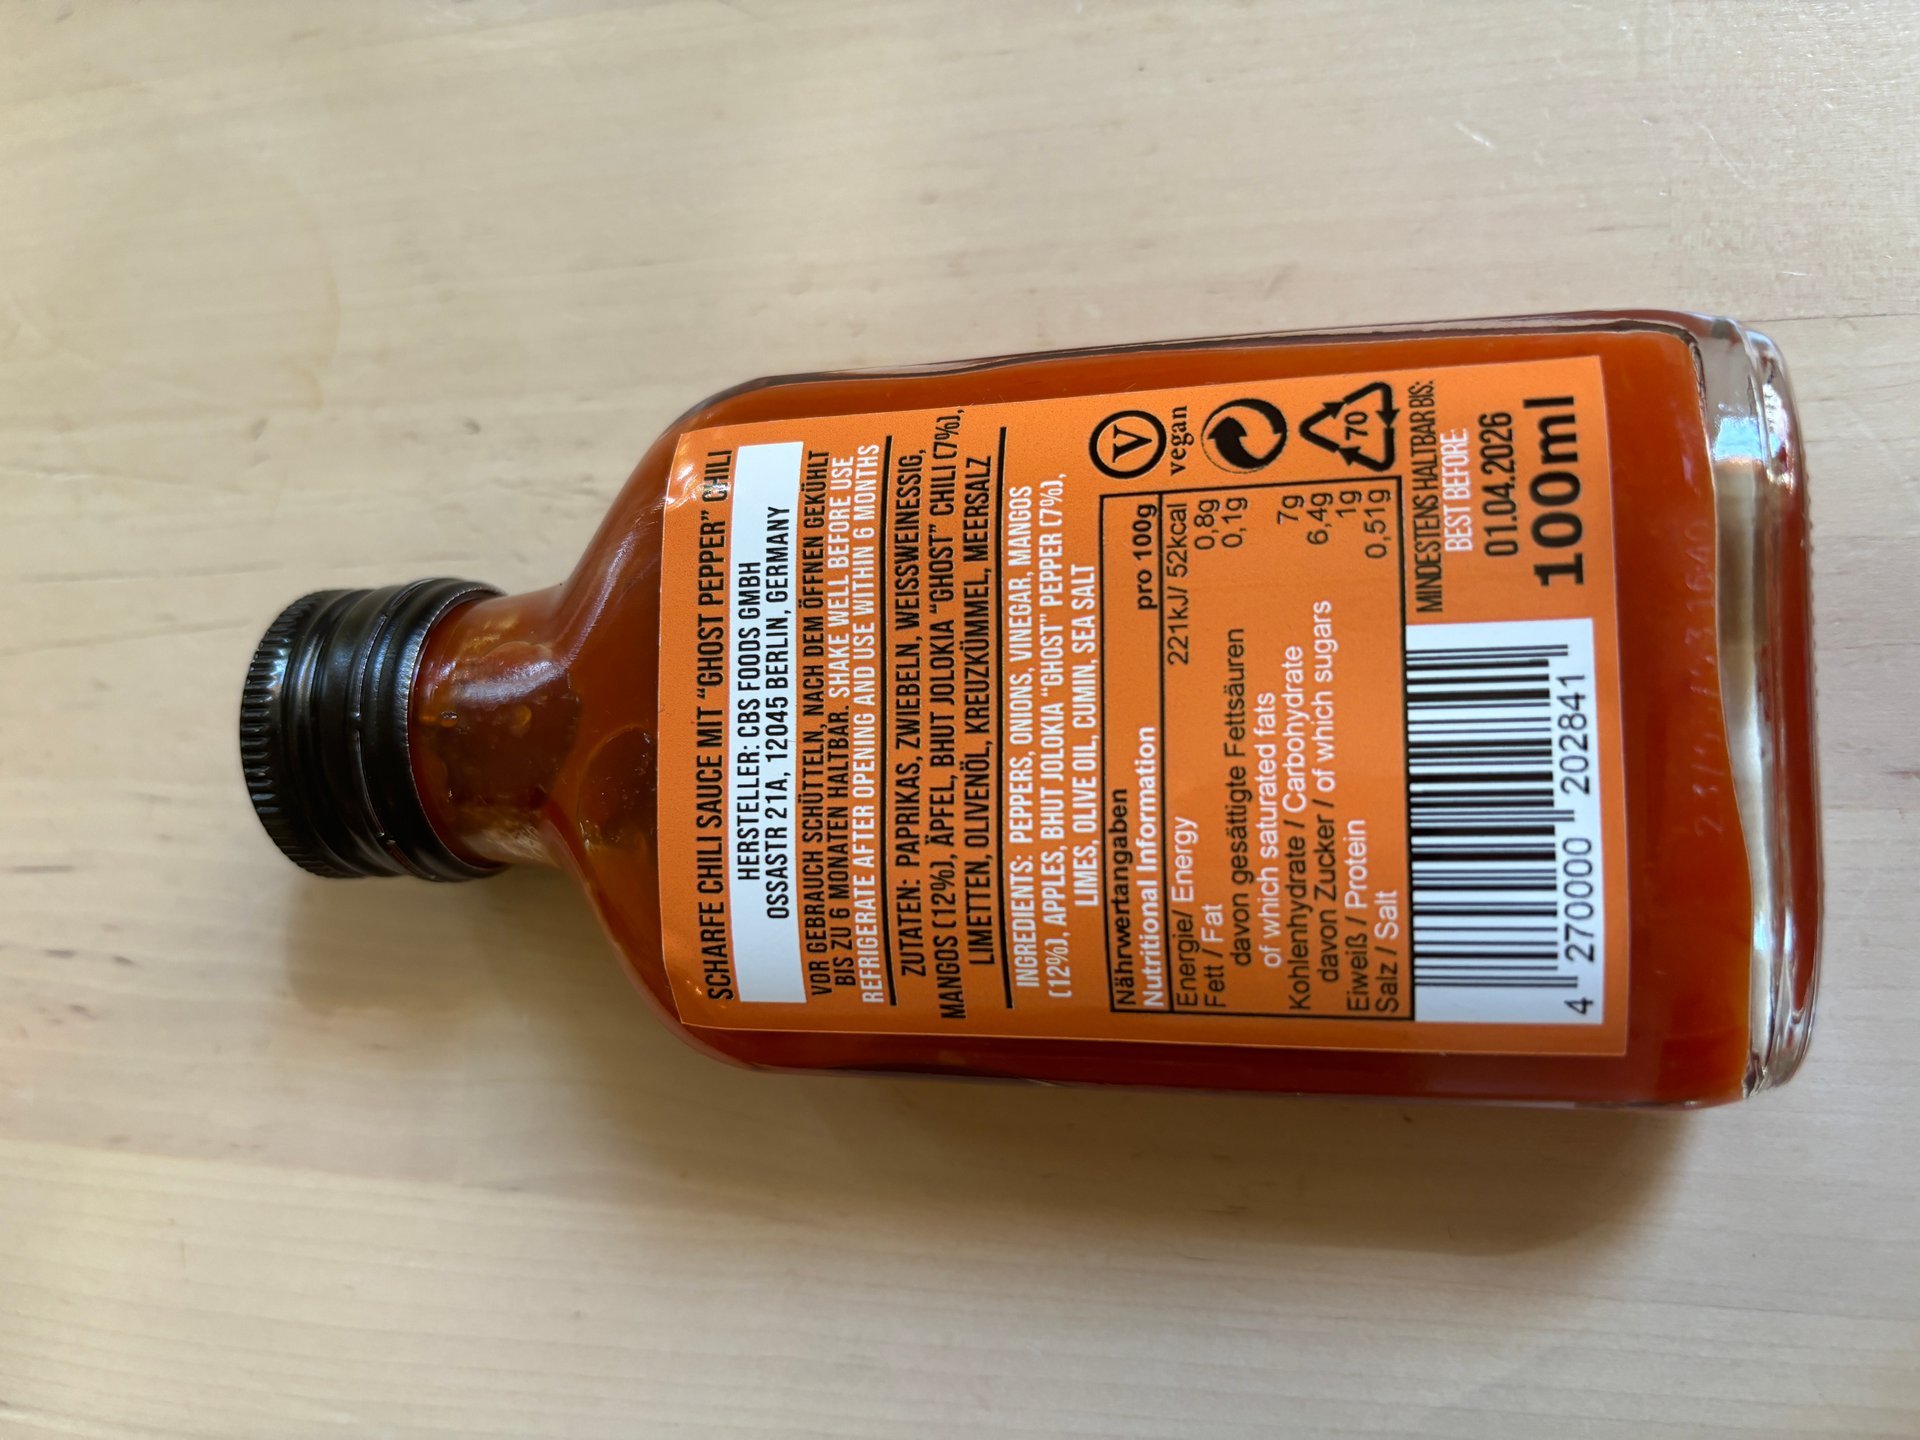 SCHARFE CHILI SAUCE MIT “GHOST PEPPER” CHILI
HERSTELLER: CBS FOODS GMBH
OSSASTR 21A, 12045 BERLIN, GERMANY
VOR GEBRAUCH SCHÜTTELN, NACH DEM ÖFFNEN GEKÜHLT
BIS ZU 6 MONATEN HALTBAR. SHAKE WELL BEFORE USE
REFRIGERATE AFTER OPENING AND USE WITHIN 6 MONTHS
ZUTATEN: PAPRIKAS, ZWIEBELN, WEISSWEINESSIG,
MANGOS (12%), ÄPFEL, BHUT JOLOKIA “GHOST” CHILI (7%),
LIMETTEN, OLIVENÖL, KREUZKÜMMEL, MEERSALZ
INGREDIENTS: PEPPERS, ONIONS, VINEGAR, MANGOS
(12%), APPLES, BHUT JOLOKIA “GHOST” PEPPER (7%),
LIMES, OLIVE OIL, CUMIN, SEA SALT
Nährwertangaben
Nutritional Information pro 100g
Energie/ Energy 221kJ/ 52kcal
Fett / Fat 0,8g
davon gesättigte Fettsäuren 0,1g
of which saturated fats
Kohlenhydrate / Carbohydrate 7g
davon Zucker / of which sugars 6,4g
Eiweiß / Protein 1g
Salz / Salt 0,51g
V
vegan
70
4 270000 202841
MINDESTENS HALTBAR BIS:
BEST BEFORE:
01.04.2026
100ml